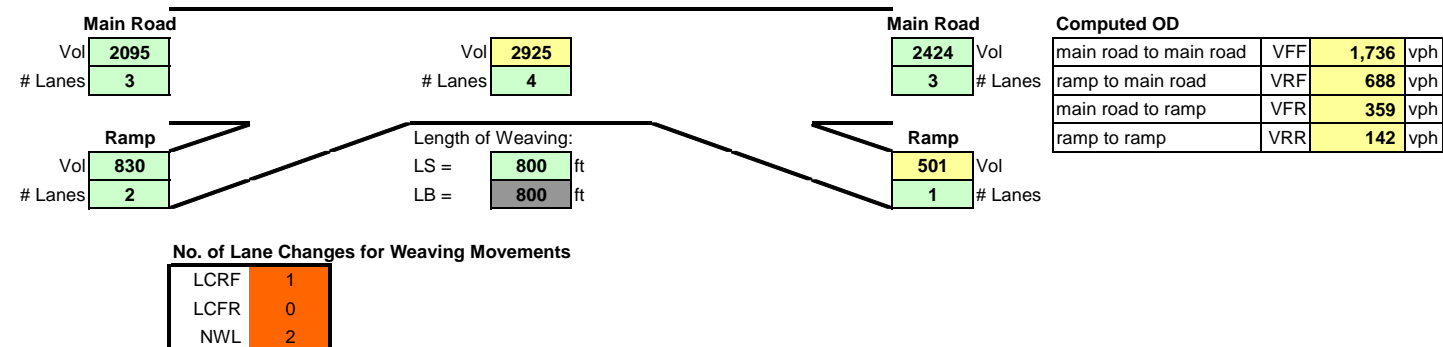 Main Road Main Road Computed OD
Vol 2095 Vol 2925 2424 Vol main road to main road VFF 1,736 vph
# Lanes 3 # Lanes 4 3 # Lanes ramp to main road VRF 688 vph
main road to ramp VFR 359 vph
Ramp Length of Weaving: Ramp ramp to ramp VRR 142 vph
Vol 830 LS = 800 ft 501 Vol
# Lanes 2 LB = 800 ft 1 # Lanes
No. of Lane Changes for Weaving Movements
LCRF 1
LCFR 0
NWL 2